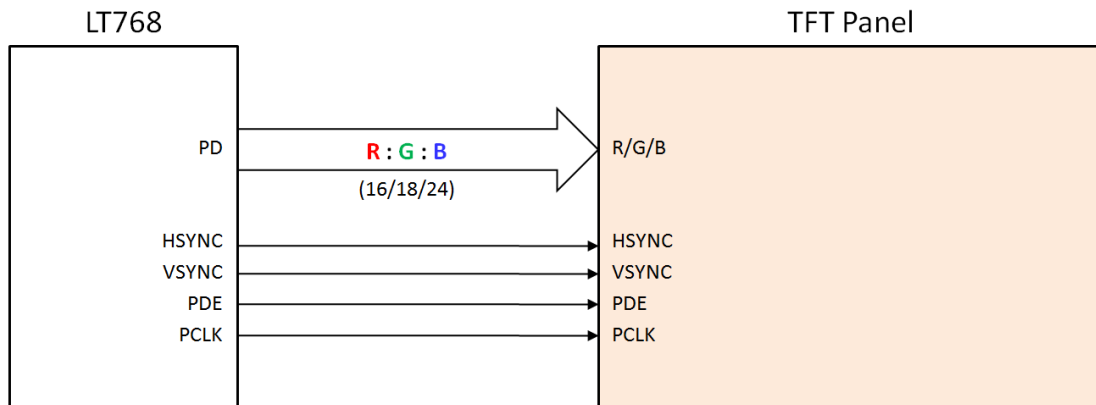 LT768
TFT Panel
PD
R : G : B
R/G/B
(16/18/24)
HSYNC
HSYNC
VSYNC
VSYNC
PDE
PDE
PCLK
PCLK